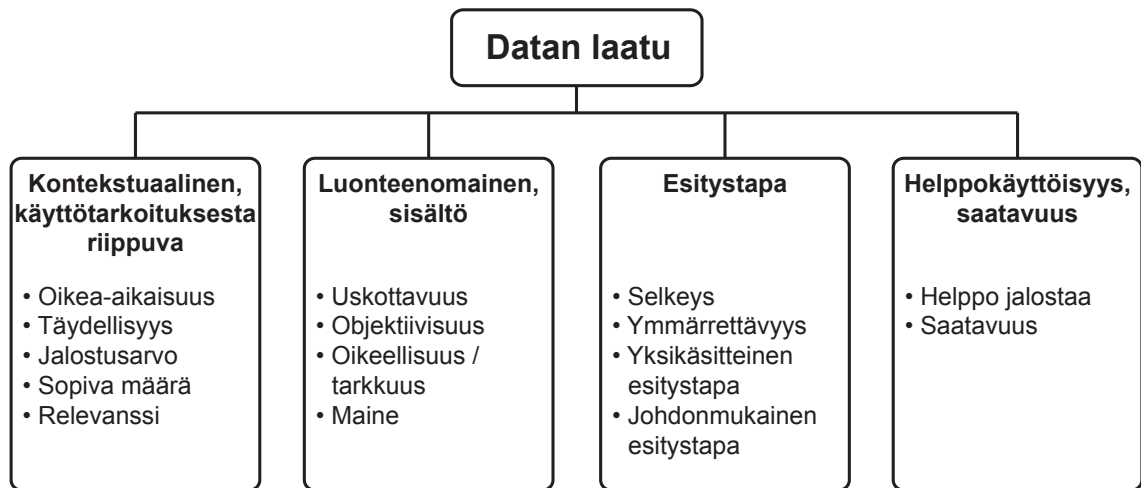 Datan laatu
Kontekstuaalinen,
käyttötarkoituksesta
riippuva
• Oikea-aikaisuus
• Täydellisyys
• Jalostusarvo
• Sopiva määrä
• Relevanssi
Luonteenomainen,
sisältö
• Uskottavuus
• Objektiivisuus
• Oikeellisuus /
tarkkuus
• Maine
Esitystapa
• Selkeys
• Ymmärrettävyys
• Yksikäsitteinen
esitystapa
• Johdonmukainen
esitystapa
Helppokäyttöisyys,
saatavuus
• Helppo jalostaa
• Saatavuus